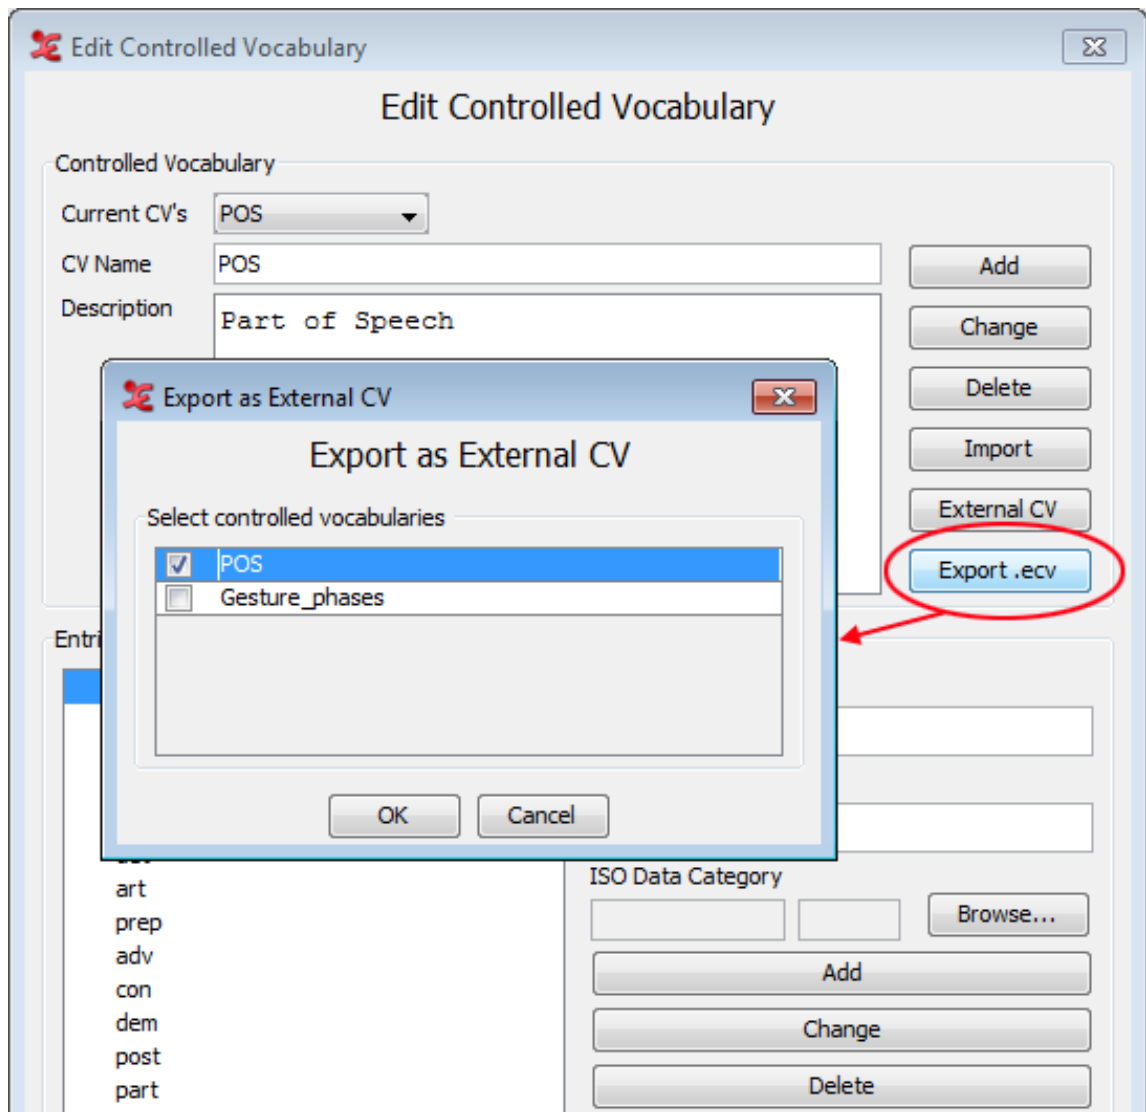 Edit Controlled Vocabulary
Edit Controlled Vocabulary
Controlled Vocabulary
Current CV's POS
CV Name POS Add
Description Part of Speech Change
Export as External CV Delete
Export as External CV Import
Select controlled vocabularies External CV
POS Export .ecv
Gesture_phases
Entri
OK Cancel
art ISO Data Category
prep Browse...
adv Add
con
dem Change
post
part Delete